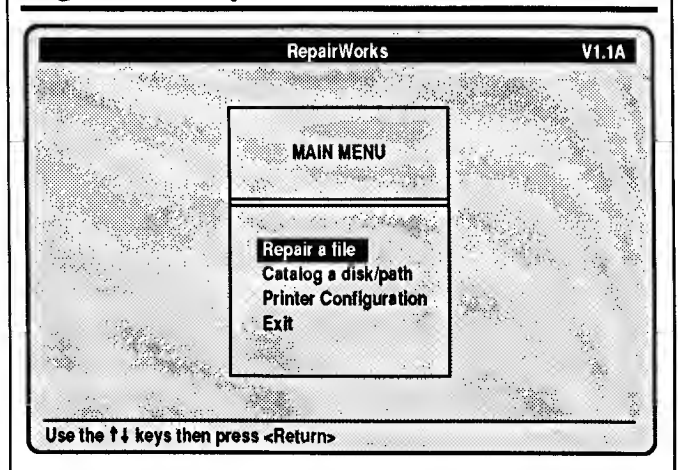 RepairWorks V1.1A
MAIN MENU
Repair a file
Catalog a disk/path
Printer Configuration
Exit
Use the ↑↓ keys then press <Return>